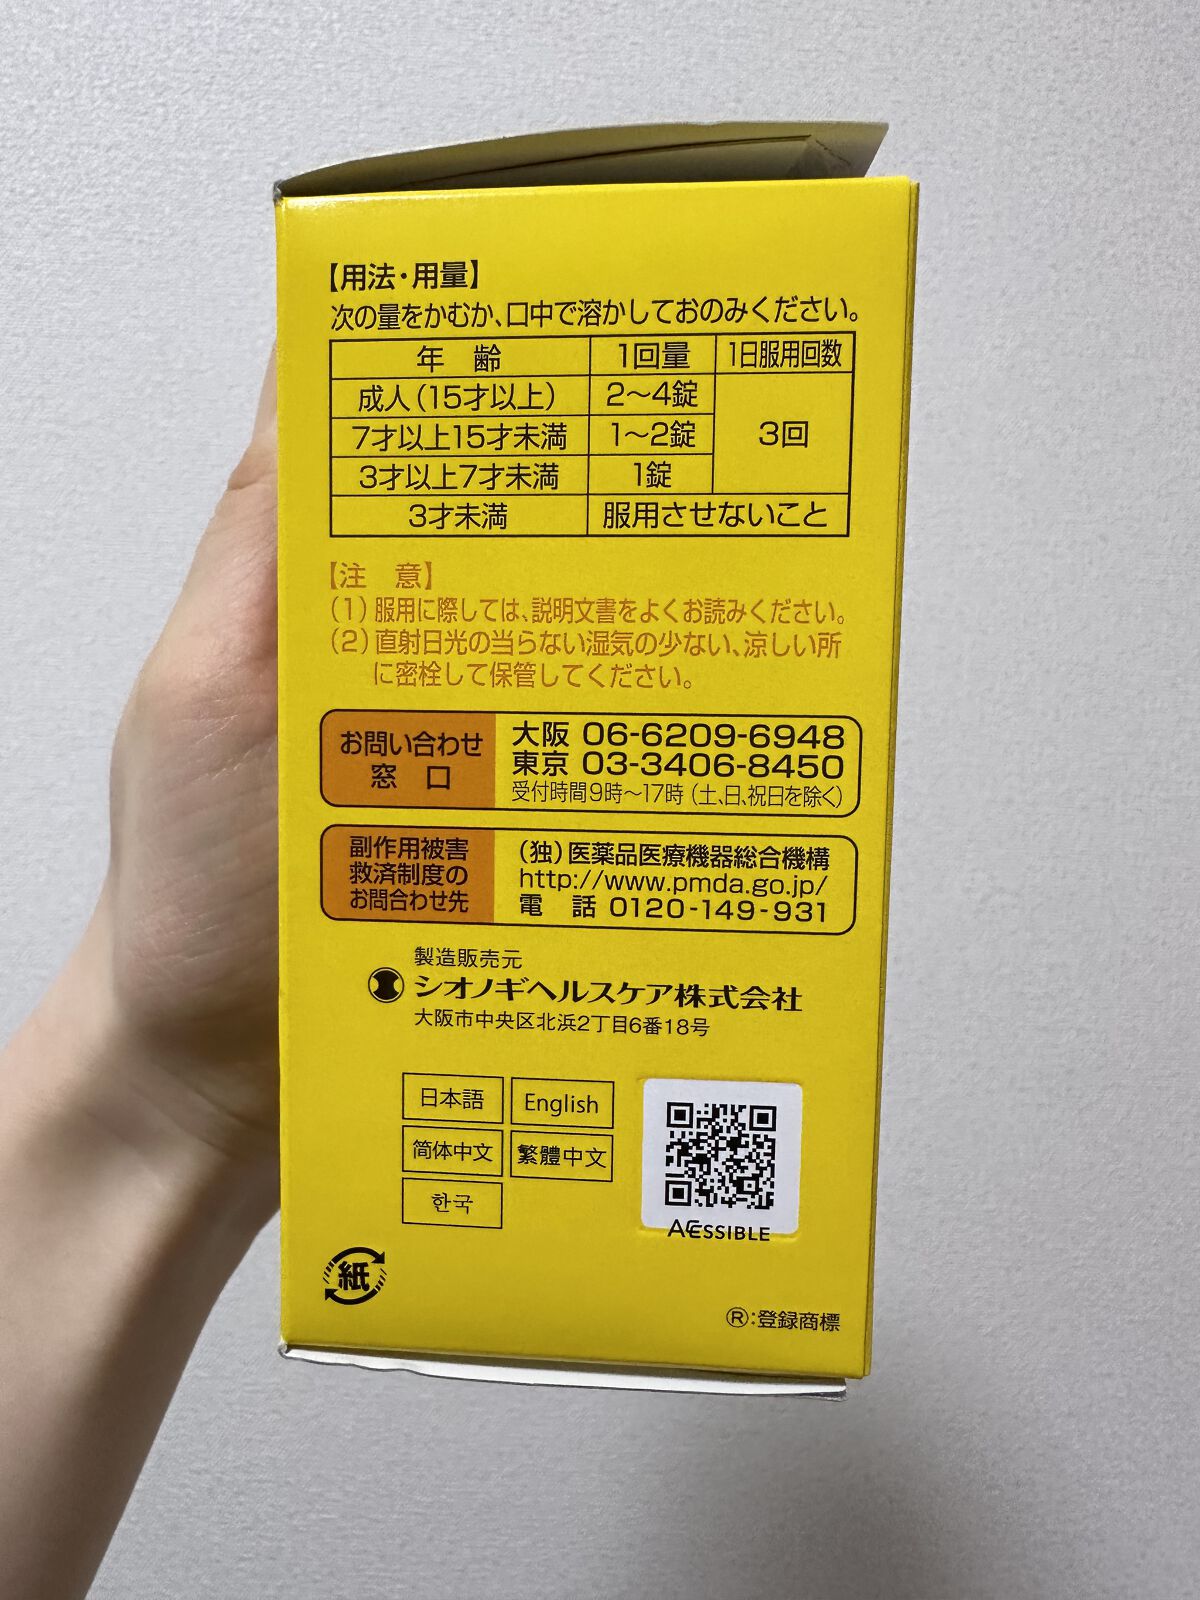 【用法・用量】
次の量をかむか、口中で溶かしておのみください。
年　齢 1回量 1日服用回数
成人(15才以上) 2～4錠
7才以上15才未満 1～2錠 3回
3才以上7才未満 1錠
3才未満 服用させないこと
【注　意】
(1)服用に際しては、説明文書をよくお読みください。
(2)直射日光の当らない湿気の少ない、涼しい所
に密栓して保管してください。
お問い合わせ
窓　口
大阪 06-6209-6948
東京 03-3406-8450
受付時間9時～17時(土、日、祝日を除く)
副作用被害
救済制度の
お問合わせ先
(独)医薬品医療機器総合機構
http://www.pmda.go.jp/
電　話 0120-149-931
製造販売元
シオノギヘルスケア株式会社
大阪市中央区北浜2丁目6番18号
日本語 English
简体中文 繁體中文
한국
ACCESSIBLE
紙
Ⓡ:登録商標